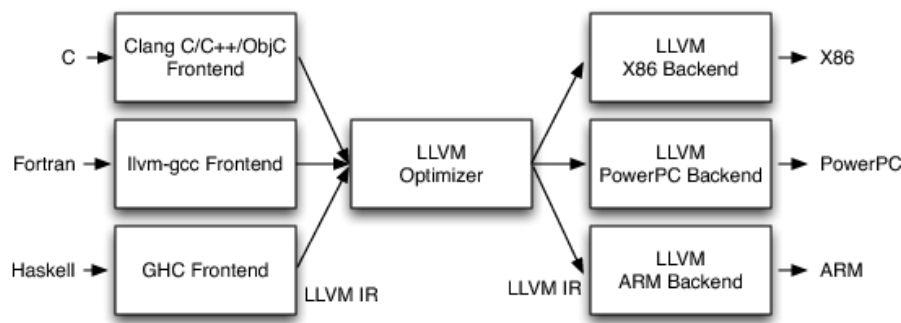 C
Clang C/C++/ObjC
Frontend
LLVM
X86 Backend
X86
Fortran
llvm-gcc Frontend
LLVM
Optimizer
LLVM
PowerPC Backend
PowerPC
Haskell
GHC Frontend
LLVM IR
LLVM IR
LLVM
ARM Backend
ARM